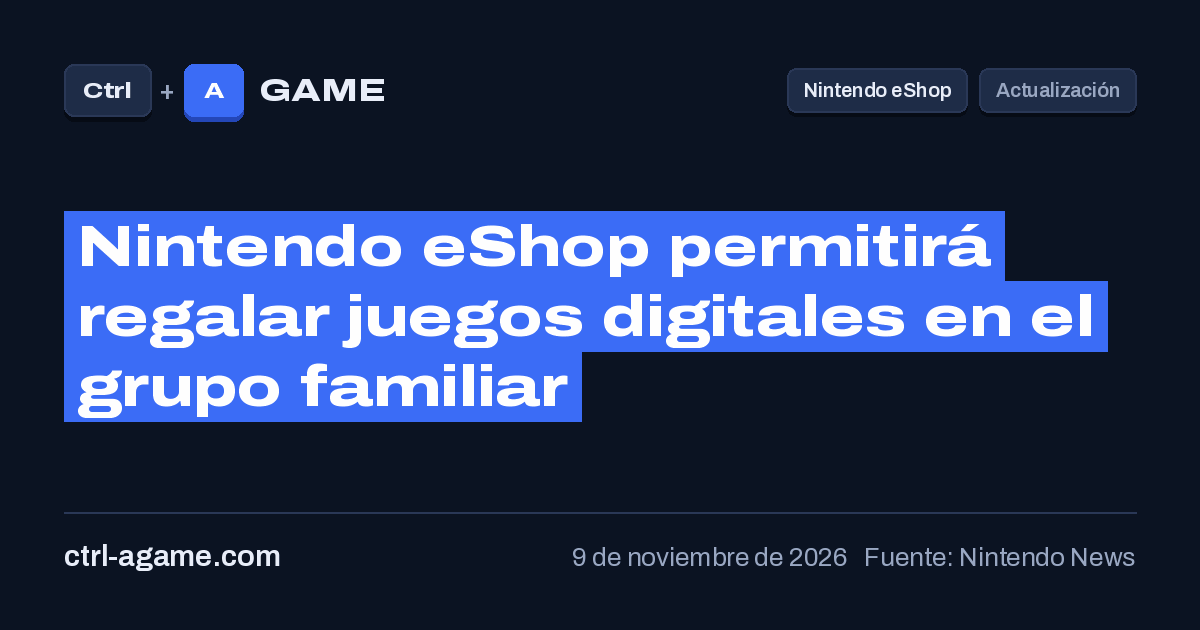 Ctrl + A GAME
Nintendo eShop
Actualización
Nintendo eShop permitirá
regalar juegos digitales en el
grupo familiar
ctrl-agame.com
9 de noviembre de 2026 Fuente: Nintendo News